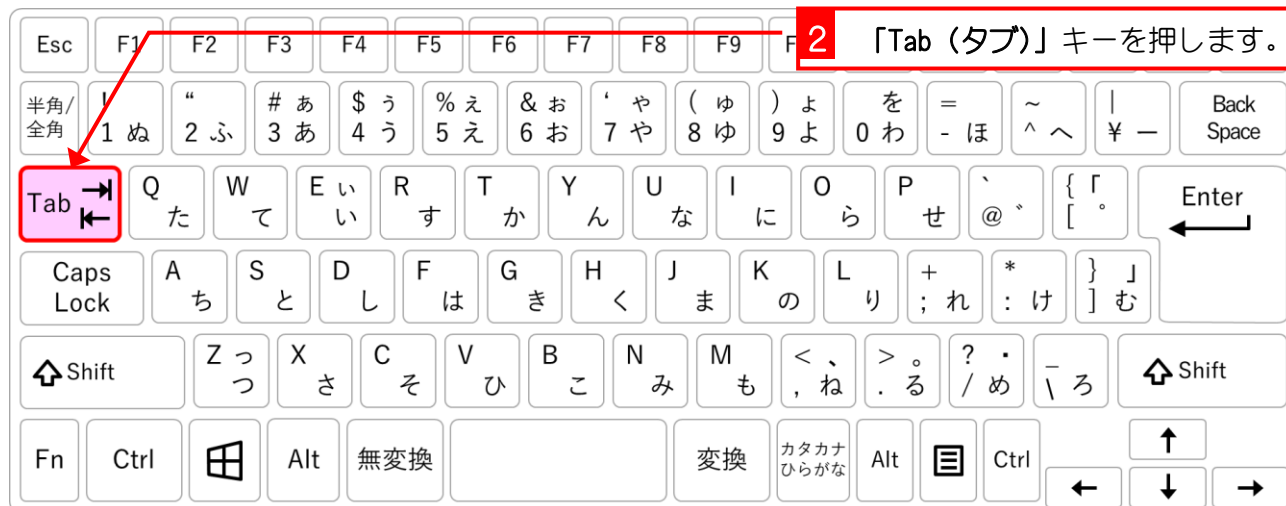 2 「Tab（タブ)」キーを押します。
Esc F1 F2 F3 F4 F5 F6 F7 F8 F9 F
半角/全角 ! 1 ぬ “ 2 ふ # ぁ 3 あ $ ぅ 4 う % ぇ 5 え & ぉ 6 お ‘ ゃ 7 や ( ゅ 8 ゆ ) ょ 9 よ を 0 わ = - ほ ~ ^ へ | ¥ ー Back Space
Tab Q た W て E ぃ い R す T か Y ん U な I に O ら P せ ` @ ゛ { 「 [ ゜ Enter
Caps Lock A ち S と D し F は G き H く J ま K の L り + ; れ * : け } 」 ] む
Shift Z っ つ X さ C そ V ひ B こ N み M も < 、 , ね > 。 . る ? ・ / め _ \ ろ Shift
Fn Ctrl Alt 無変換 変換 カタカナ ひらがな Alt Ctrl ↑
← ↓ →